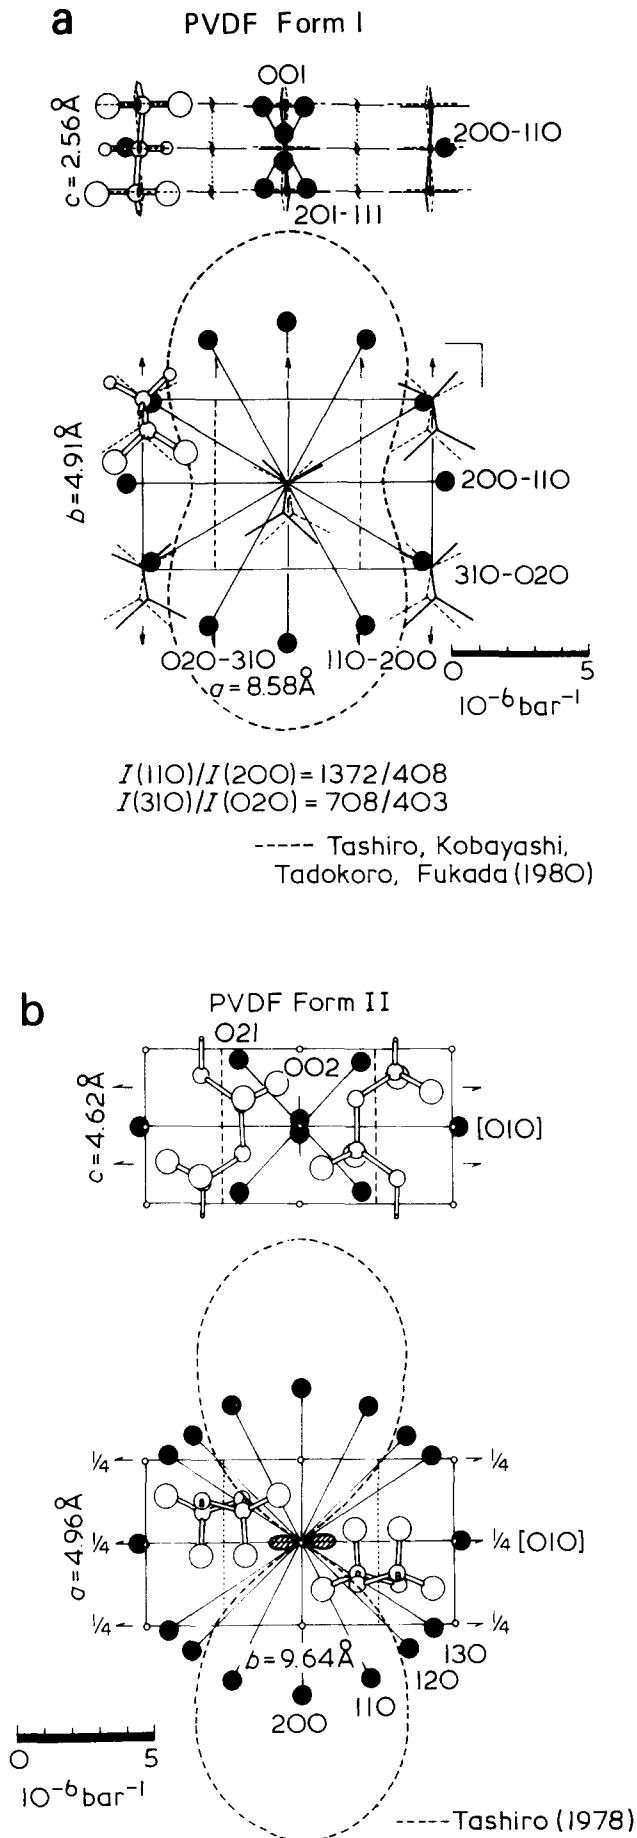 a PVDF Form I
001
c=2.56Å
200-110
201-111
b=4.91Å
200-110
310-020
020-310 110-200
a=8.58Å
0 5
10⁻⁶bar⁻¹
I(110)/I(200)=1372/408
I(310)/I(020)=708/403
----- Tashiro, Kobayashi,
Tadokoro, Fukada(1980)
b PVDF Form II
021
002
c=4.62Å
[010]
¼ ¼
a=4.96Å
¼ ¼ [010]
¼ ¼
b=9.64Å
130
120
110
200
0 5
10⁻⁶bar⁻¹
-----Tashiro (1978)